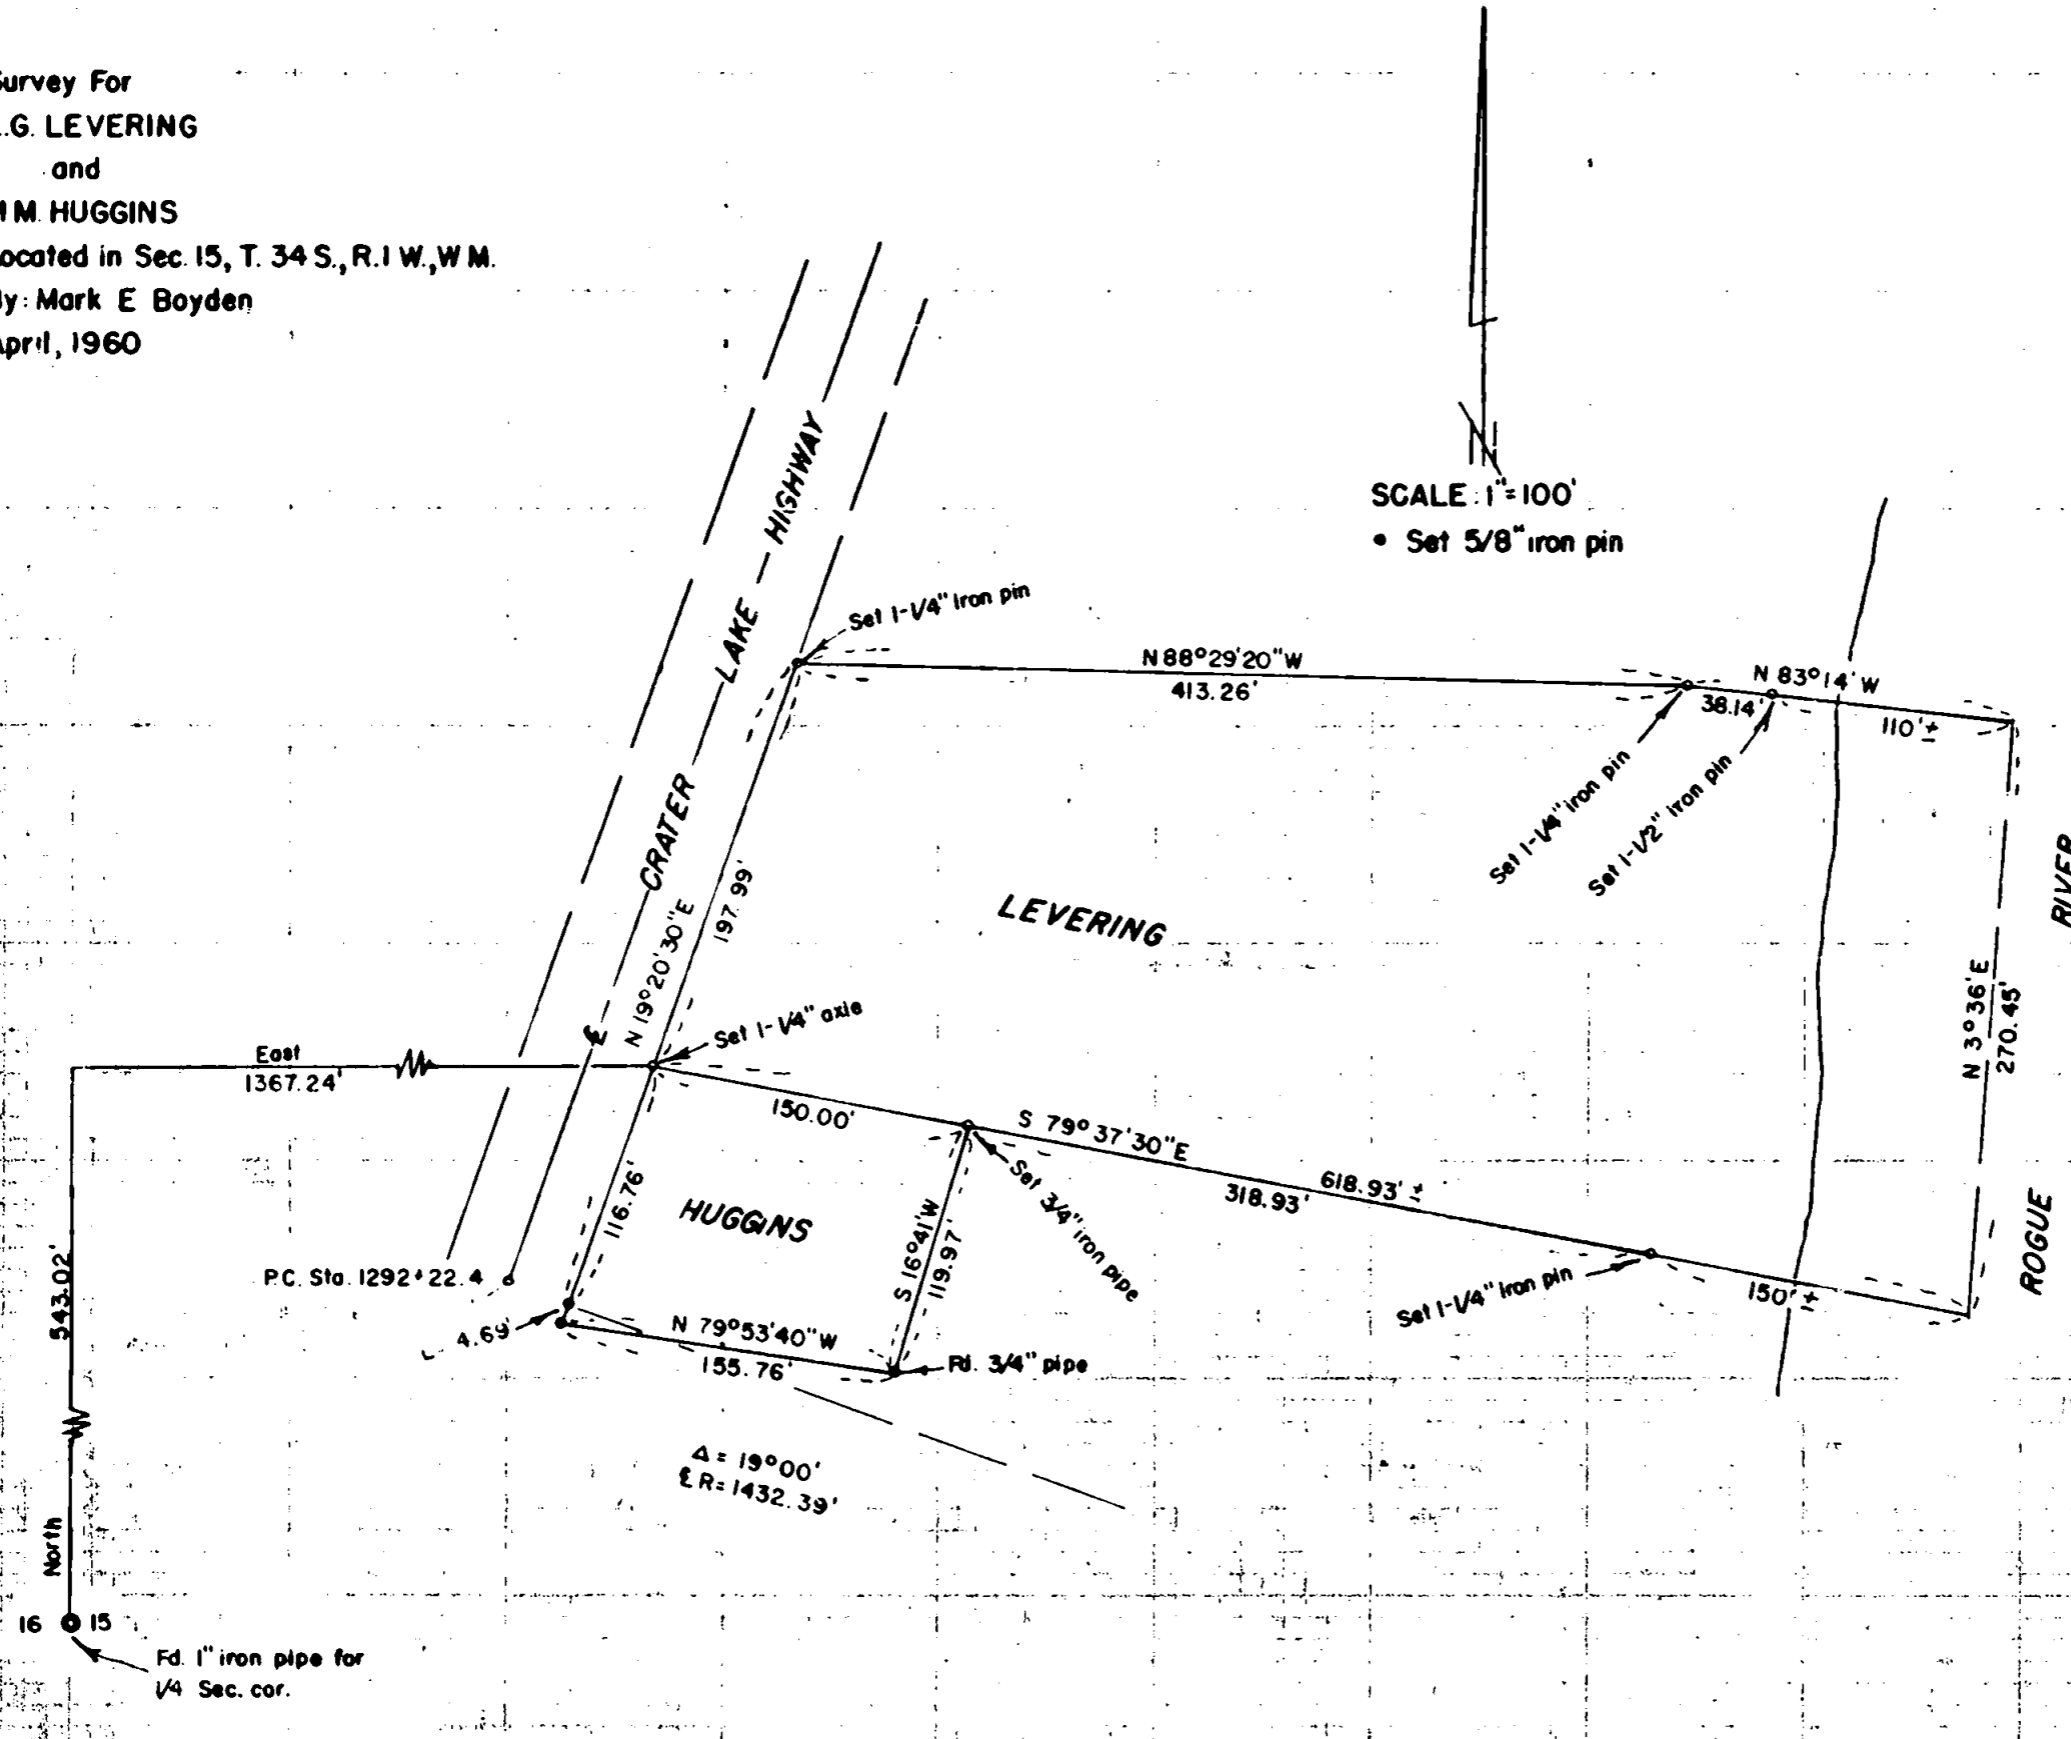 urvey For
.G. LEVERING
and
M. HUGGINS
ocated in Sec. 15, T. 34 S., R.1 W., W M.
y: Mark E Boyden
pril, 1960
SCALE: 1"=100'
• Set 5/8" iron pin
CRATER LAKE HIGHWAY
Set 1-1/4" Iron pin
N 88°29'20" W
413.26'
N 83°14' W
38.14'
110'±
Set 1-1/4" iron pin
Set 1-1/2" iron pin
LEVERING
N 19°20'30" E
197.99'
ROGUE RIVER
N 3°36' E
270.45'
℄
Set 1-1/4" axle
East
1367.24'
150.00'
S 79°37'30" E
618.93'±
318.93'
Set 3/4" iron pipe
HUGGINS
116.76'
S 16°41' W
119.97'
Set 1-1/4" Iron pin
150'±
P.C. Sta. 1292+22.4
4.69'
N 79°53'40" W
155.76'
Fd. 3/4" pipe
Δ = 19°00'
℄ R = 1432.39'
543.02'
North
16 15
Fd. 1" iron pipe for
1/4 Sec. cor.